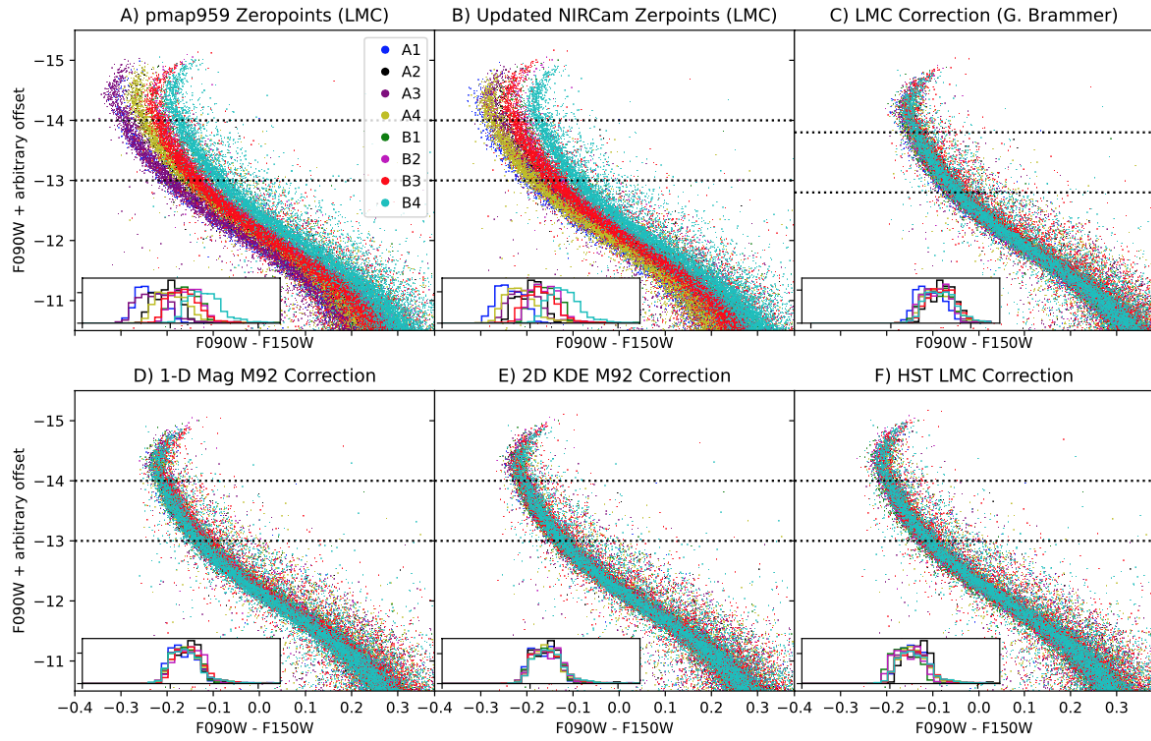 A) pmap959 Zeropoints (LMC)
B) Updated NIRCam Zerpoints (LMC)
C) LMC Correction (G. Brammer)
F090W + arbitrary offset
−15
−14
−13
−12
−11
A1
A2
A3
A4
B1
B2
B3
B4
F090W - F150W
F090W - F150W
F090W - F150W
D) 1-D Mag M92 Correction
E) 2D KDE M92 Correction
F) HST LMC Correction
F090W + arbitrary offset
−15
−14
−13
−12
−11
−0.4 −0.3 −0.2 −0.1 0.0 0.1 0.2 0.3 −0.4 −0.3 −0.2 −0.1 0.0 0.1 0.2 0.3 −0.4 −0.3 −0.2 −0.1 0.0 0.1 0.2 0.3
F090W - F150W
F090W - F150W
F090W - F150W